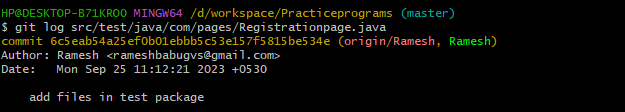 HP@DESKTOP-B71KROO MINGW64 /d/workspace/Practiceprograms (master)
$ git log src/test/java/com/pages/Registrationpage.java
commit 6c5eab54a25ef0b01ebbb5c53e157f5815be534e (origin/Ramesh, Ramesh)
Author: Ramesh <rameshbabugvs@gmail.com>
Date:   Mon Sep 25 11:12:21 2023 +0530

    add files in test package